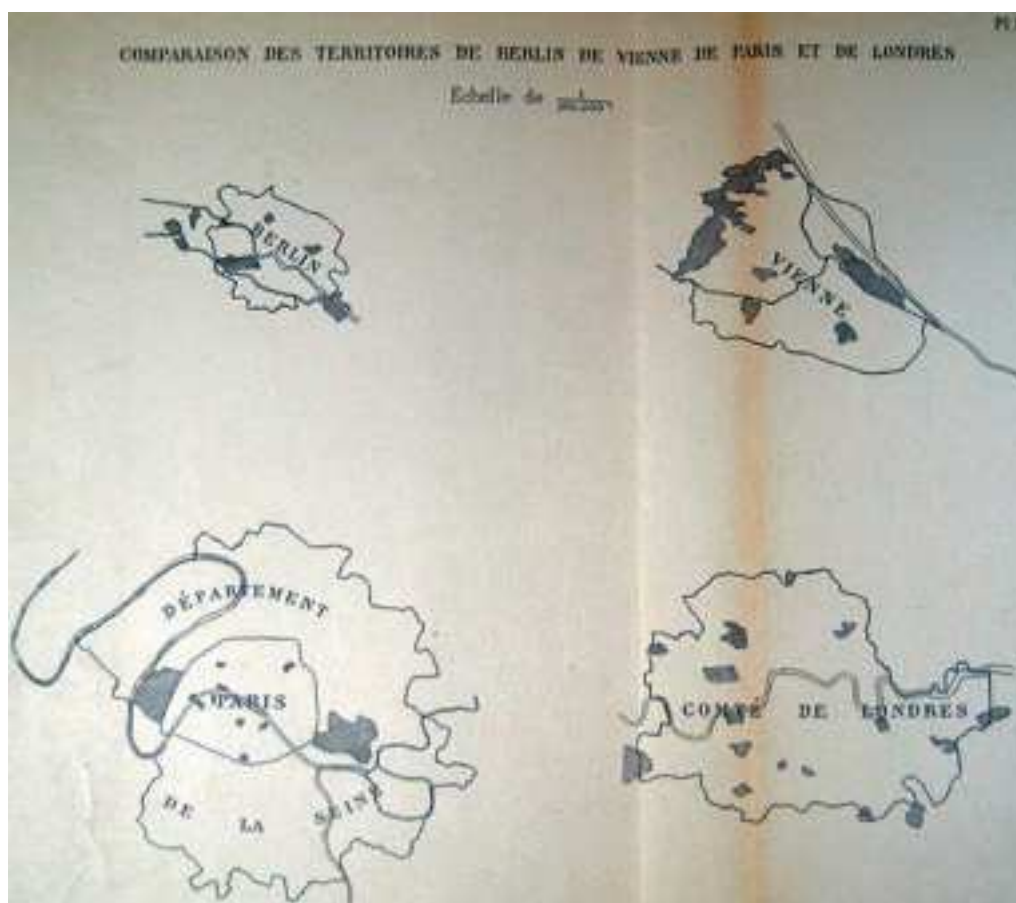 COMPARAISON DES TERRITOIRES DE BERLIN DE VIENNE DE PARIS ET DE LONDRES
Echelle de
BERLIN
VIENNE
DÉPARTEMENT
PARIS
DE LA SEINE
COMTÉ DE LONDRES